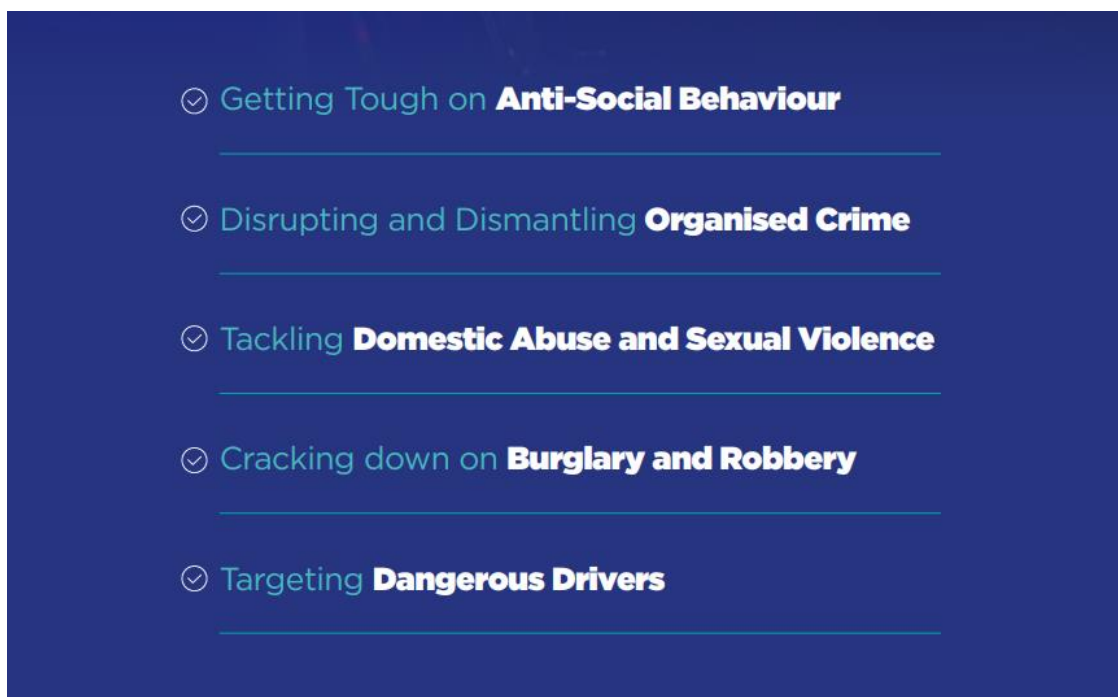 Getting Tough on Anti-Social Behaviour
Disrupting and Dismantling Organised Crime
Tackling Domestic Abuse and Sexual Violence
Cracking down on Burglary and Robbery
Targeting Dangerous Drivers